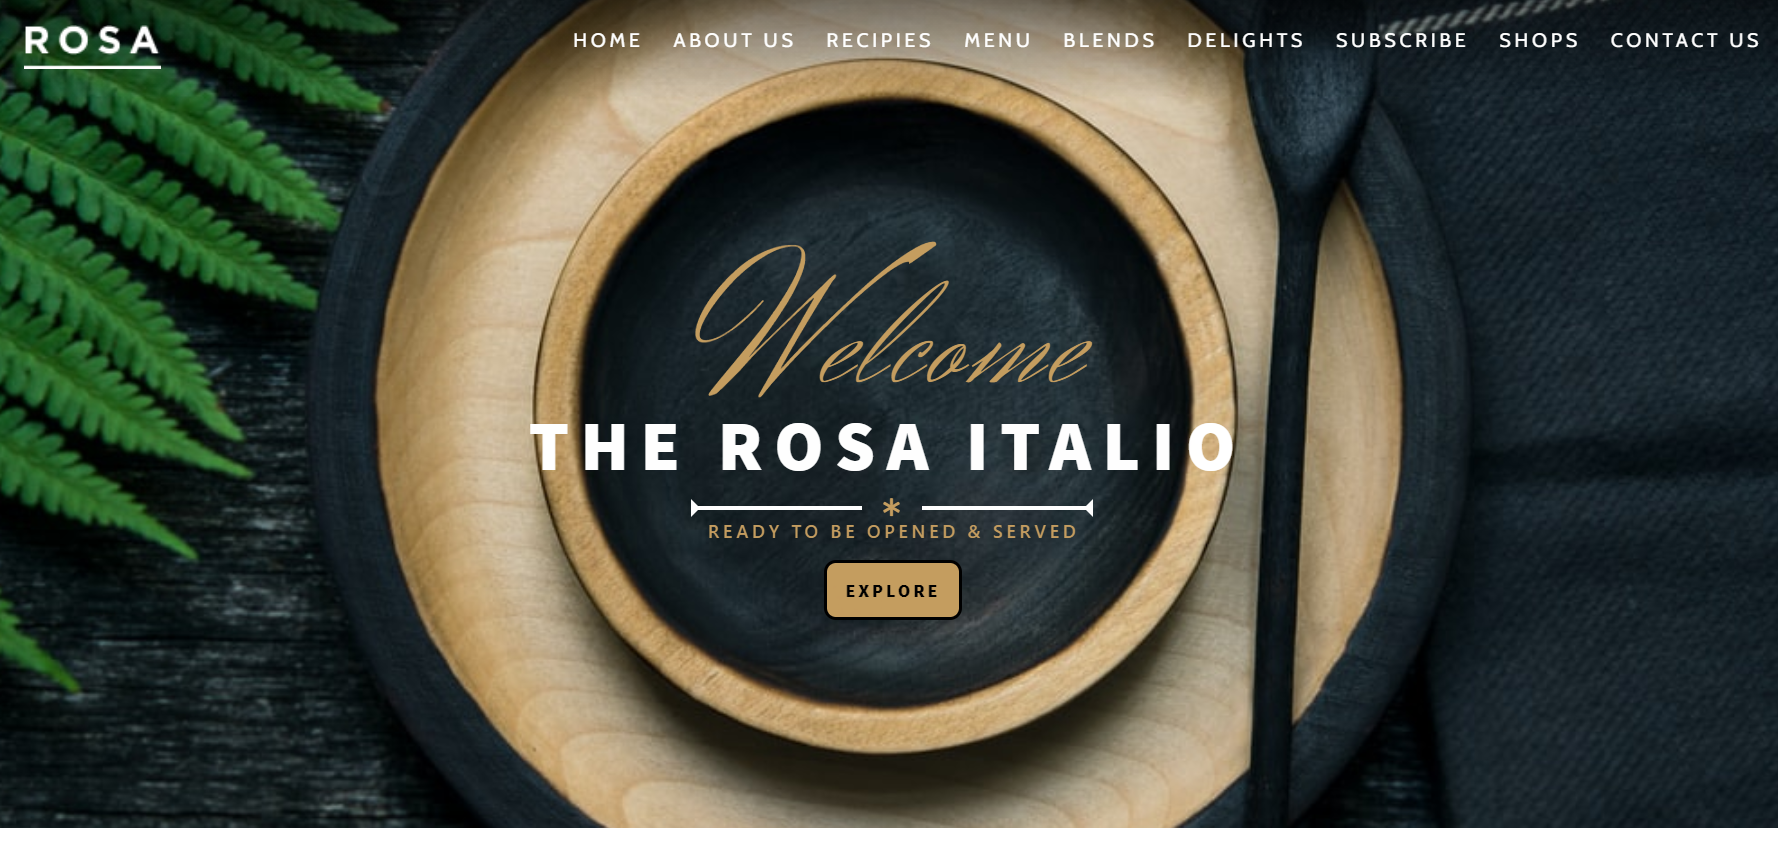 ROSA
HOME ABOUT US RECIPIES MENU BLENDS DELIGHTS SUBSCRIBE SHOPS CONTACT US
Welcome
THE ROSA ITALIO
*
READY TO BE OPENED & SERVED
EXPLORE